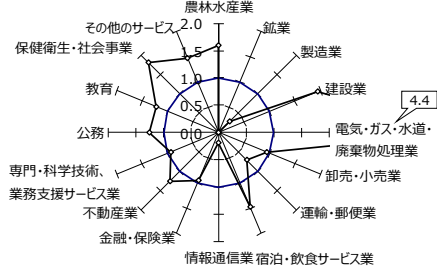 農林水産業
鉱業
製造業
建設業
4.4
電気・ガス・水道・
廃棄物処理業
卸売・小売業
運輸・郵便業
宿泊・飲食サービス業
情報通信業
金融・保険業
不動産業
専門・科学技術、
業務支援サービス業
公務
教育
保健衛生・社会事業
その他のサービス
2.0
1.5
1.0
0.5
0.0